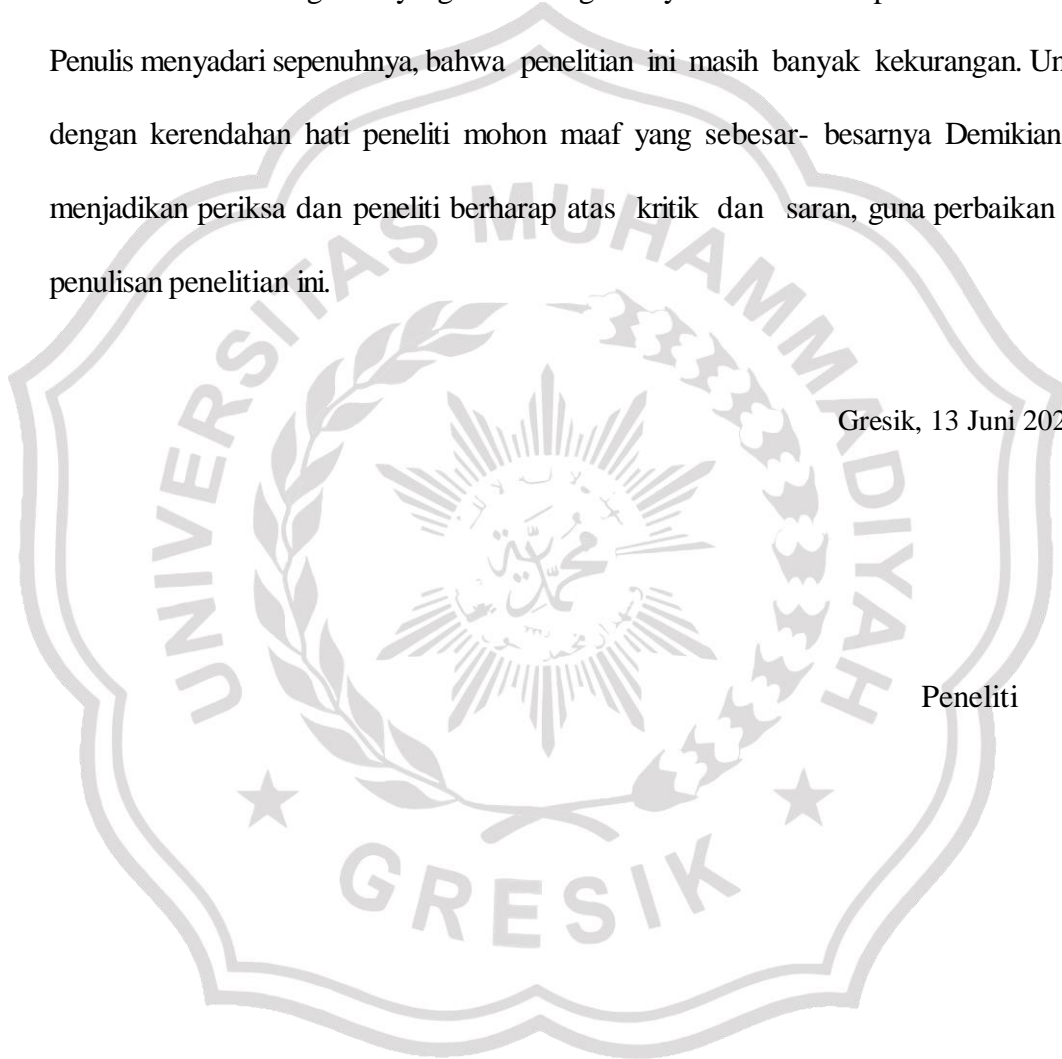 Penulis menyadari sepenuhnya, bahwa penelitian ini masih banyak kekurangan.
dengan kerendahan hati peneliti mohon maaf yang sebesar- besarnya Demikian
menjadikan periksa dan peneliti berharap atas kritik dan saran, guna perbaikan
penulisan penelitian ini.
Gresik, 13 Juni
Peneliti
UNIVERSITAS MUHAMMADIYAH
GRESIK
محمدية